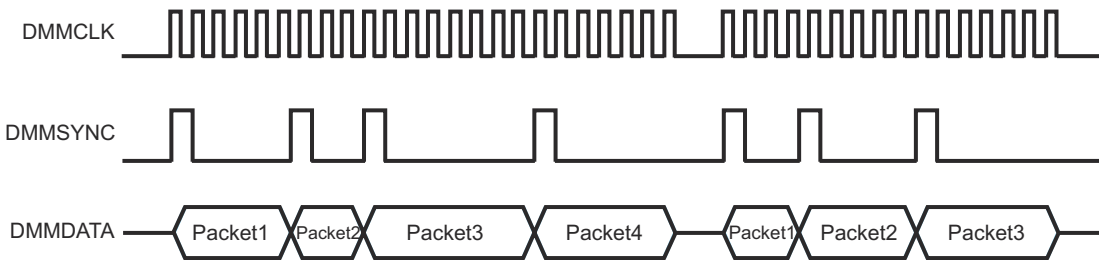 DMMCLK
DMMSYNC
DMMDATA
Packet1 Packet2 Packet3 Packet4 Packet1 Packet2 Packet3